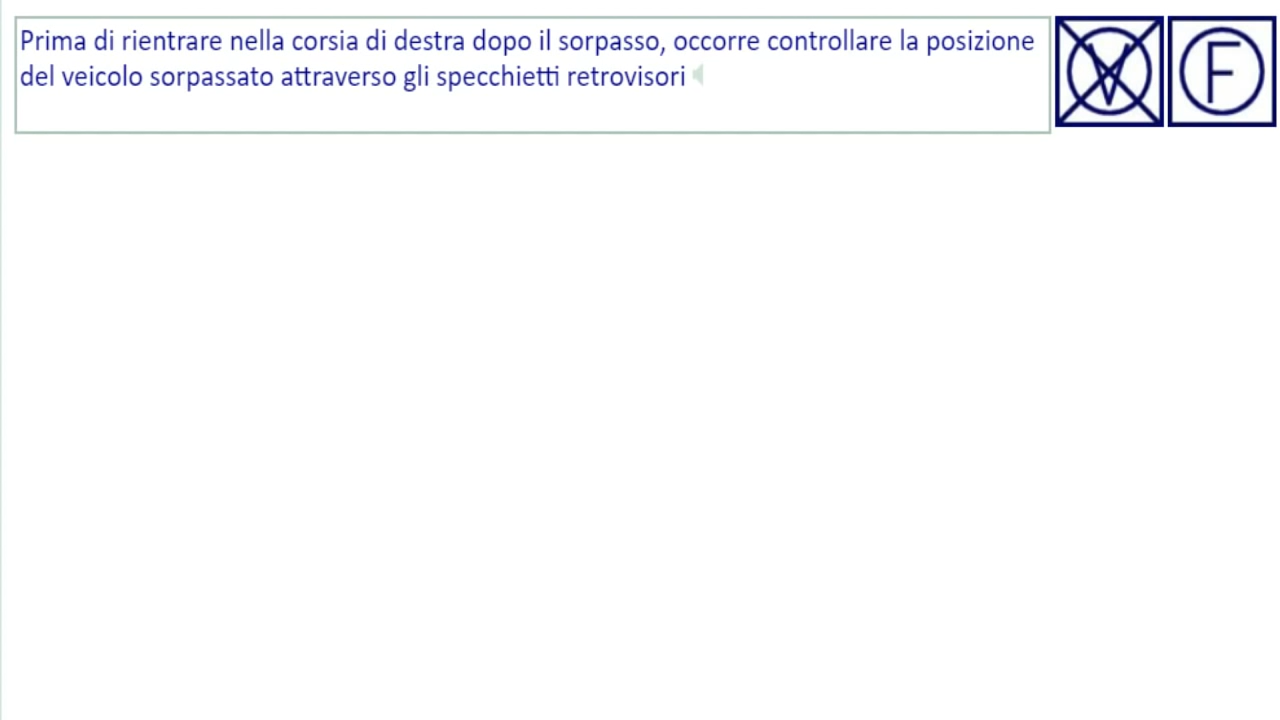 Prima di rientrare nella corsia di destra dopo il sorpasso, occorre controllare la posizione
del veicolo sorpassato attraverso gli specchietti retrovisori
V F